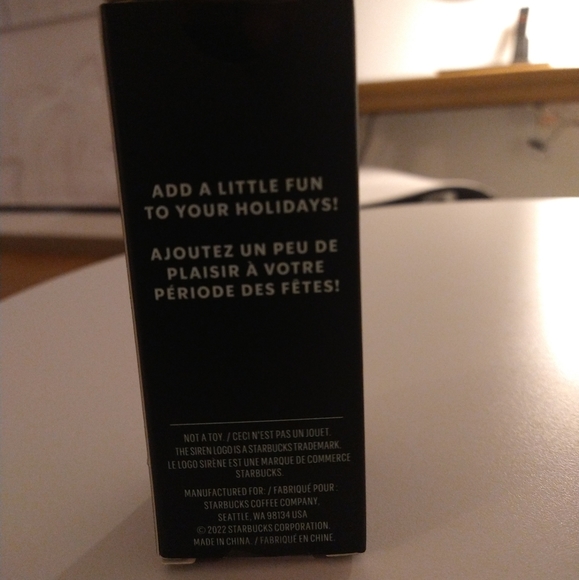 ADD A LITTLE FUN
TO YOUR HOLIDAYS!
AJOUTEZ UN PEU DE
PLAISIR À VOTRE
PÉRIODE DES FÊTES!
NOT A TOY. / CECI N'EST PAS UN JOUET.
THE SIREN LOGO IS A STARBUCKS TRADEMARK.
LE LOGO SIRÈNE EST UNE MARQUE DE COMMERCE
STARBUCKS.
MANUFACTURED FOR: / FABRIQUÉ POUR :
STARBUCKS COFFEE COMPANY,
SEATTLE, WA 98134 USA
© 2022 STARBUCKS CORPORATION.
MADE IN CHINA. / FABRIQUÉ EN CHINE.